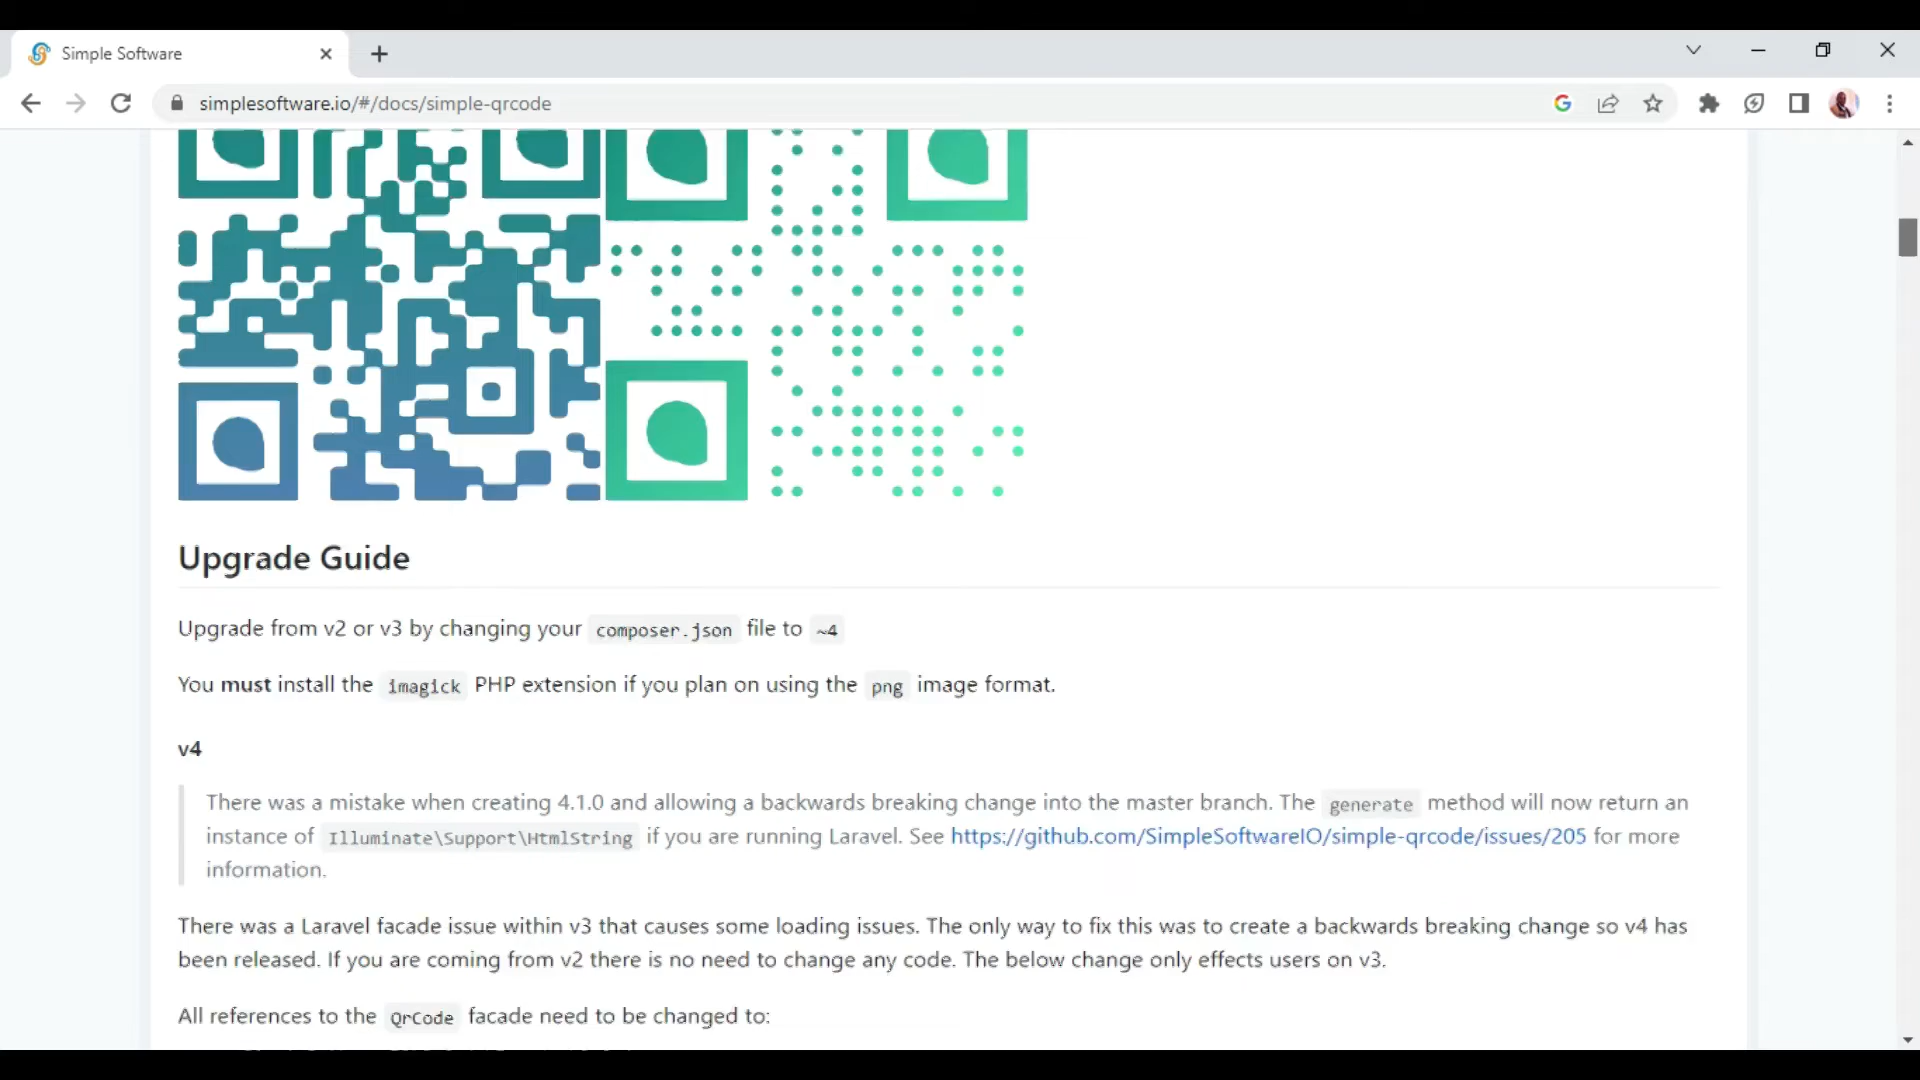 Simple Software
simplesoftware.io/#/docs/simple-qrcode
Upgrade Guide
Upgrade from v2 or v3 by changing your composer.json file to ~4
You must install the imagick PHP extension if you plan on using the png image format.
v4
There was a mistake when creating 4.1.0 and allowing a backwards breaking change into the master branch. The generate method will now return an
instance of Illuminate\Support\HtmlString if you are running Laravel. See https://github.com/SimpleSoftwareIO/simple-qrcode/issues/205 for more
information.
There was a Laravel facade issue within v3 that causes some loading issues. The only way to fix this was to create a backwards breaking change so v4 has
been released. If you are coming from v2 there is no need to change any code. The below change only effects users on v3.
All references to the QrCode facade need to be changed to: